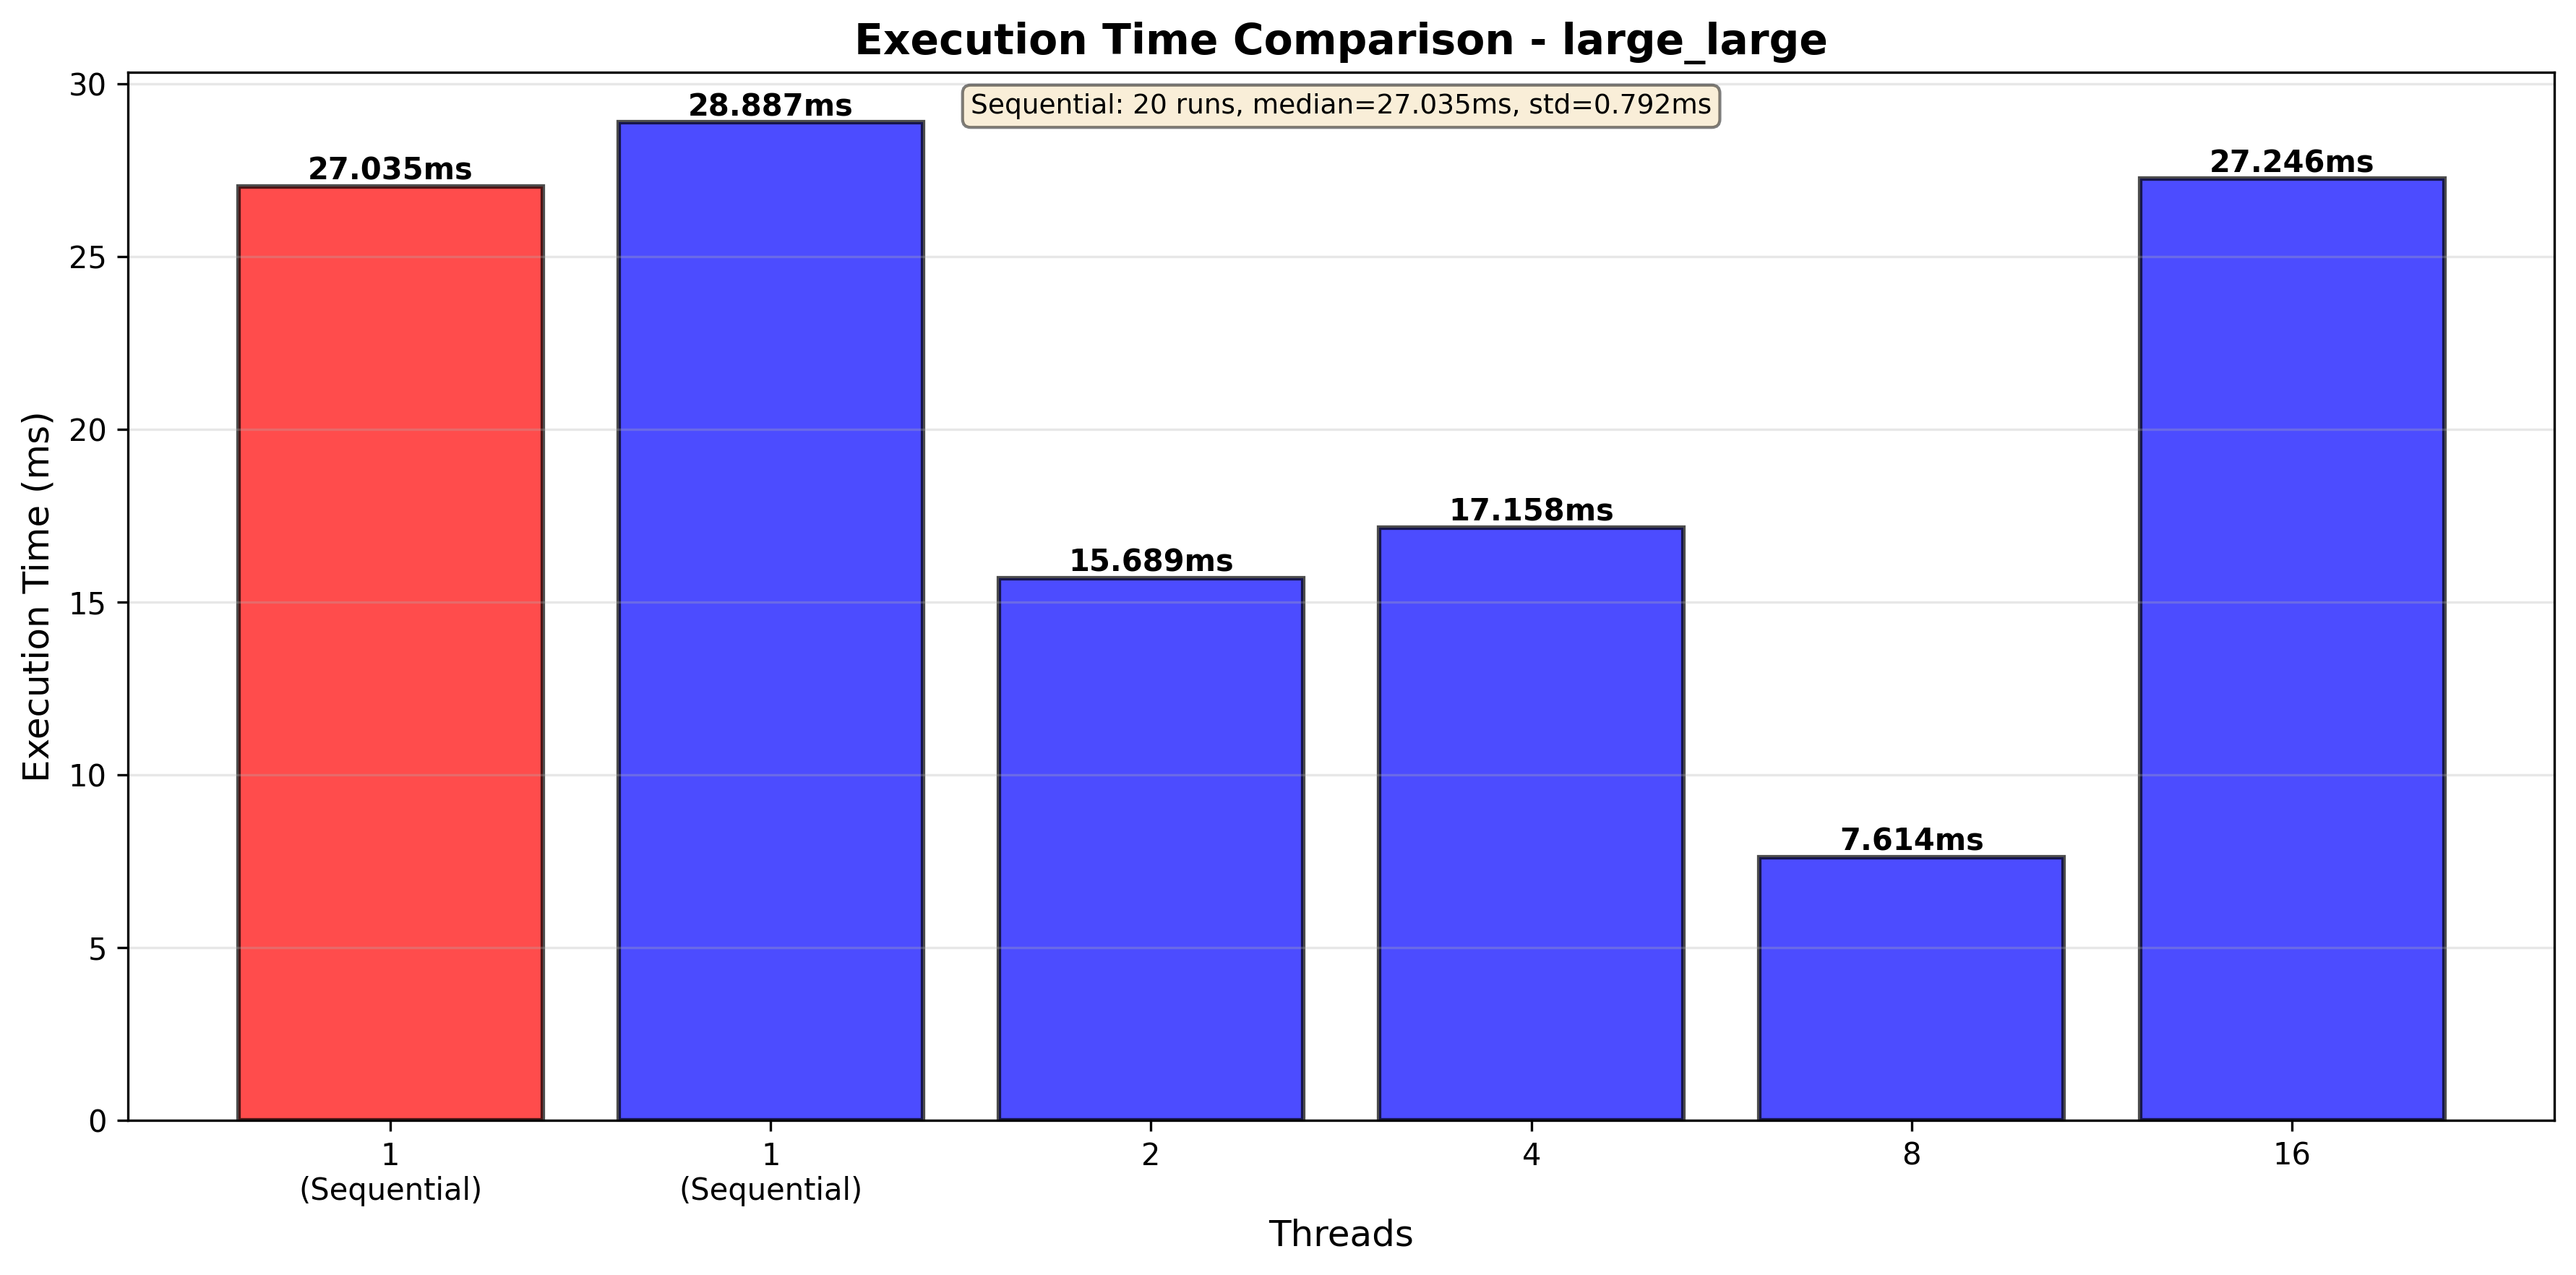 Execution Time Comparison - large_large
Sequential: 20 runs, median=27.035ms, std=0.792ms
Execution Time (ms)
30
25
20
15
10
5
0
27.035ms
28.887ms
15.689ms
17.158ms
7.614ms
27.246ms
1
(Sequential)
1
(Sequential)
2
4
8
16
Threads